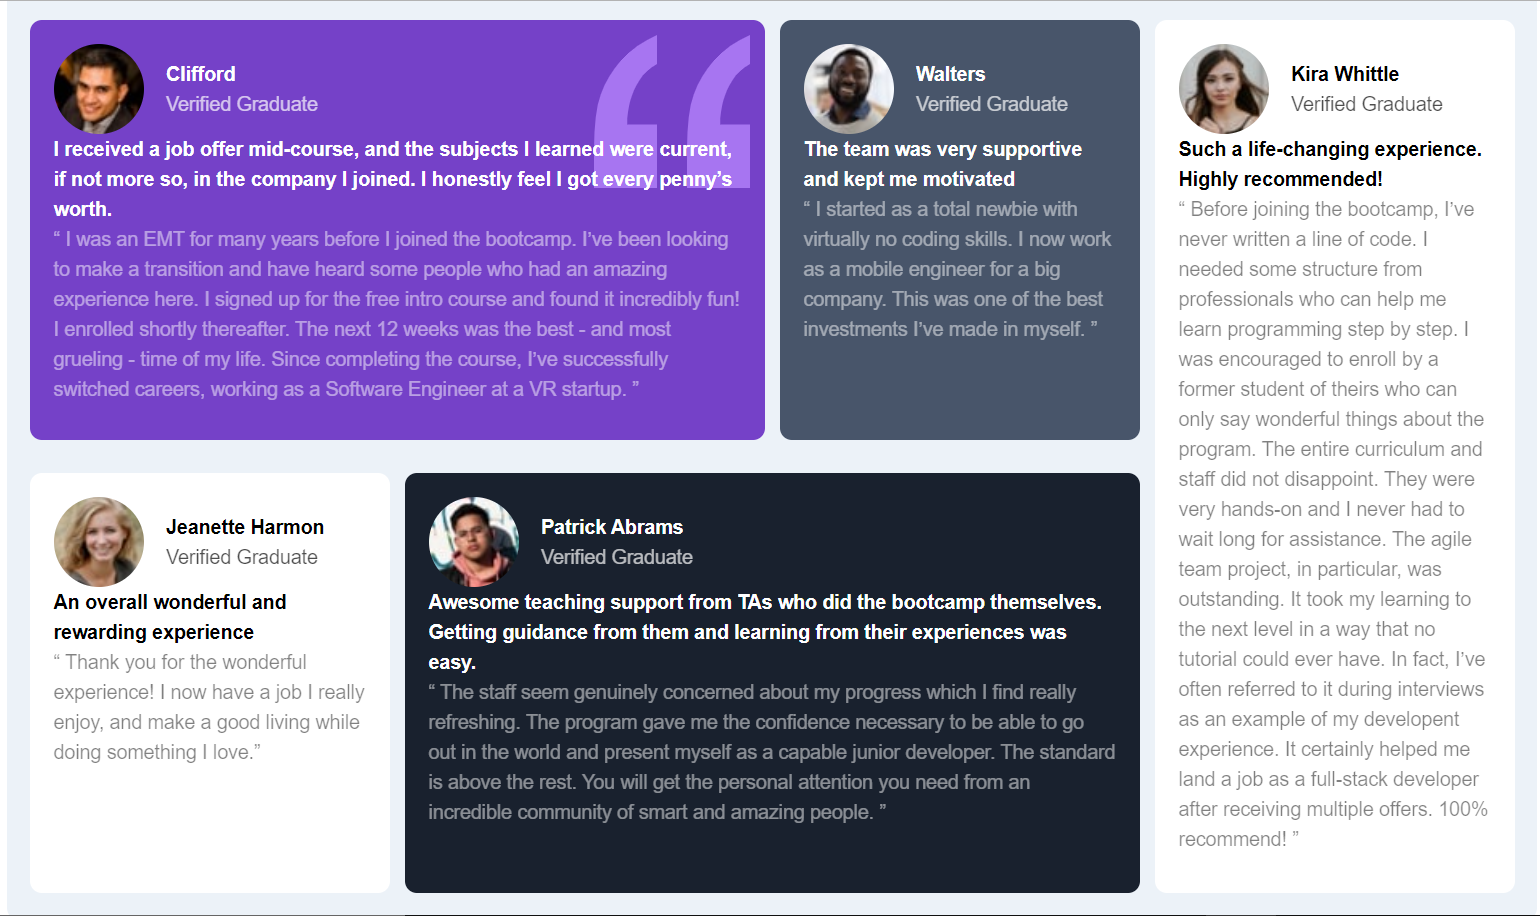 Clifford
Verified Graduate
I received a job offer mid-course, and the subjects I learned were current,
if not more so, in the company I joined. I honestly feel I got every penny’s
worth.
“ I was an EMT for many years before I joined the bootcamp. I’ve been looking
to make a transition and have heard some people who had an amazing
experience here. I signed up for the free intro course and found it incredibly fun!
I enrolled shortly thereafter. The next 12 weeks was the best - and most
grueling - time of my life. Since completing the course, I’ve successfully
switched careers, working as a Software Engineer at a VR startup. ”
Walters
Verified Graduate
The team was very supportive
and kept me motivated
“ I started as a total newbie with
virtually no coding skills. I now work
as a mobile engineer for a big
company. This was one of the best
investments I’ve made in myself. ”
Kira Whittle
Verified Graduate
Such a life-changing experience.
Highly recommended!
“ Before joining the bootcamp, I’ve
never written a line of code. I
needed some structure from
professionals who can help me
learn programming step by step. I
was encouraged to enroll by a
former student of theirs who can
only say wonderful things about the
program. The entire curriculum and
staff did not disappoint. They were
very hands-on and I never had to
wait long for assistance. The agile
team project, in particular, was
outstanding. It took my learning to
the next level in a way that no
tutorial could ever have. In fact, I’ve
often referred to it during interviews
as an example of my developent
experience. It certainly helped me
land a job as a full-stack developer
after receiving multiple offers. 100%
recommend! ”
Jeanette Harmon
Verified Graduate
An overall wonderful and
rewarding experience
“ Thank you for the wonderful
experience! I now have a job I really
enjoy, and make a good living while
doing something I love.”
Patrick Abrams
Verified Graduate
Awesome teaching support from TAs who did the bootcamp themselves.
Getting guidance from them and learning from their experiences was
easy.
“ The staff seem genuinely concerned about my progress which I find really
refreshing. The program gave me the confidence necessary to be able to go
out in the world and present myself as a capable junior developer. The standard
is above the rest. You will get the personal attention you need from an
incredible community of smart and amazing people. ”